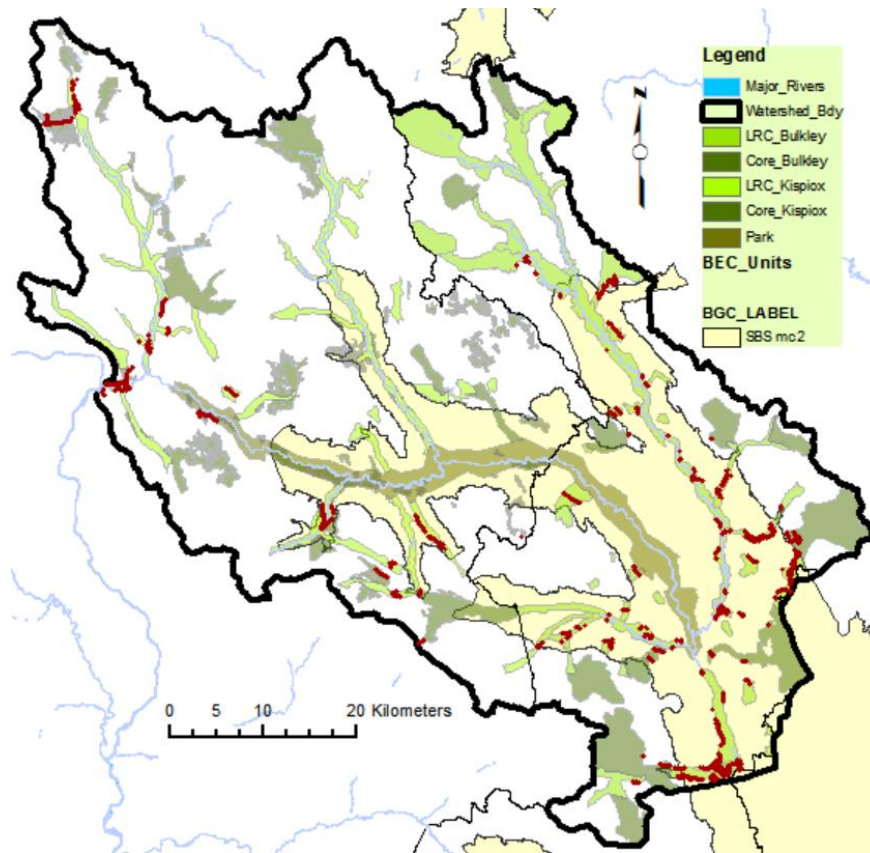 Legend
Major_Rivers
Watershed_Bdy
LRC_Bulkley
Core_Bulkley
LRC_Kispiox
Core_Kispiox
Park
BEC_Units
BGC_LABEL
SBS mc2
N
0 5 10 20 Kilometers